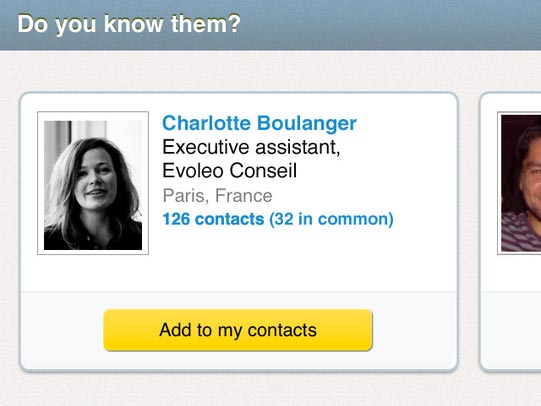 Do you know them?
Charlotte Boulanger
Executive assistant,
Evoleo Conseil
Paris, France
126 contacts (32 in common)
Add to my contacts